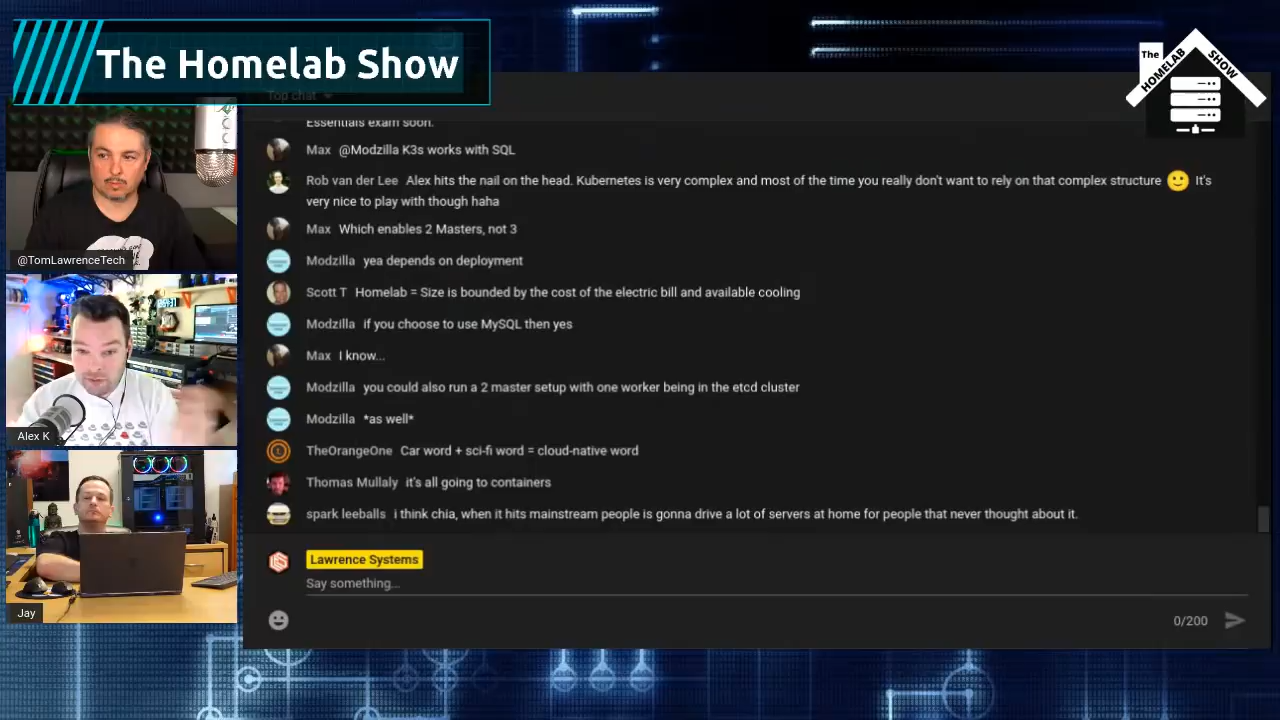 The Homelab Show
The
HOMELAB
SHOW
Top chat
Essentials exam soon.
Max @Modzilla K3s works with SQL
Rob van der Lee Alex hits the nail on the head. Kubernetes is very complex and most of the time you really don't want to rely on that complex structure 🙂 It's
very nice to play with though haha
Max Which enables 2 Masters, not 3
Modzilla yea depends on deployment
Scott T Homelab = Size is bounded by the cost of the electric bill and available cooling
Modzilla if you choose to use MySQL then yes
Max I know...
Modzilla you could also run a 2 master setup with one worker being in the etcd cluster
Modzilla *as well*
TheOrangeOne Car word + sci-fi word = cloud-native word
Thomas Mullaly it's all going to containers
spark leeballs i think chia, when it hits mainstream people is gonna drive a lot of servers at home for people that never thought about it.
Lawrence Systems
Say something...
0/200
@TomLawrenceTech
Alex K
Jay